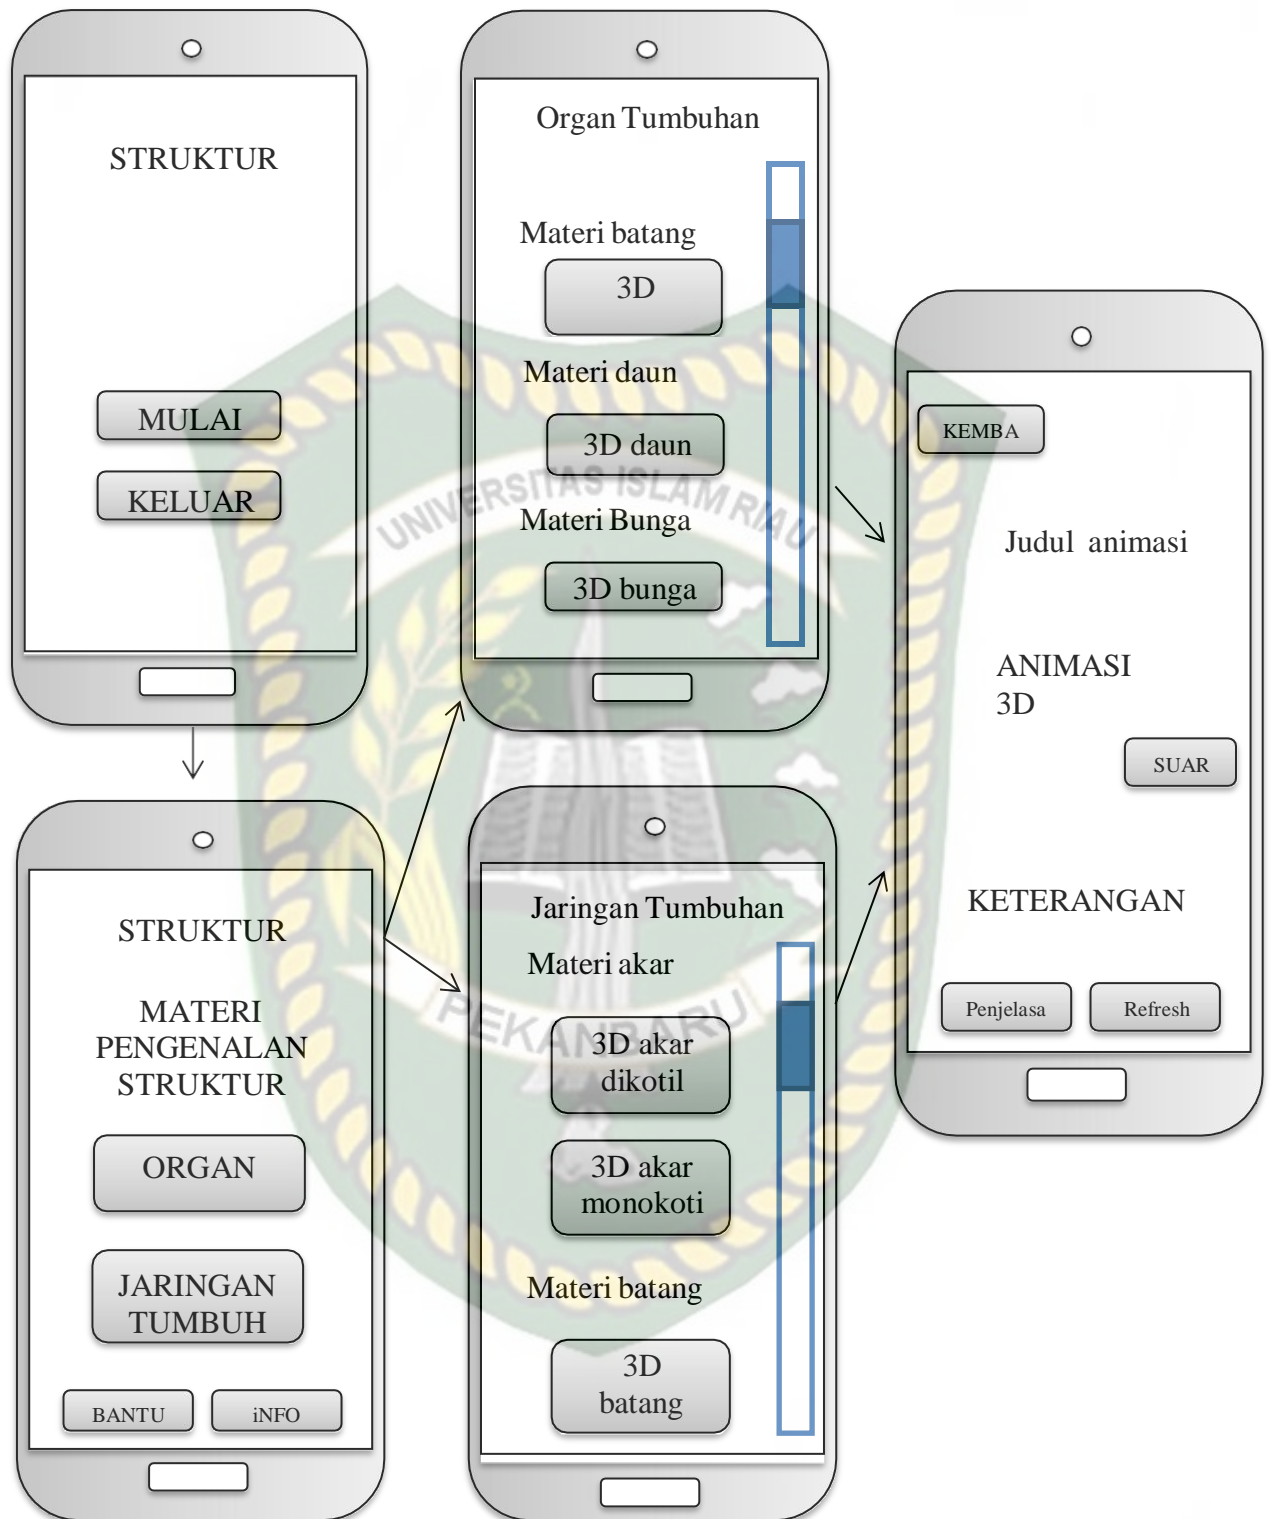 STRUKTUR
MULAI
KELUAR
Organ Tumbuhan
Materi batang
3D
Materi daun
3D daun
Materi Bunga
3D bunga
STRUKTUR
MATERI
PENGENALAN
STRUKTUR
ORGAN
JARINGAN
TUMBUH
BANTU
iNFO
Jaringan Tumbuhan
Materi akar
3D akar
dikotil
3D akar
monokoti
Materi batang
3D
batang
KEMBA
Judul animasi
ANIMASI
3D
SUAR
KETERANGAN
Penjelasa
Refresh
UNIVERSITAS ISLAM RIAU
PEKANBARU